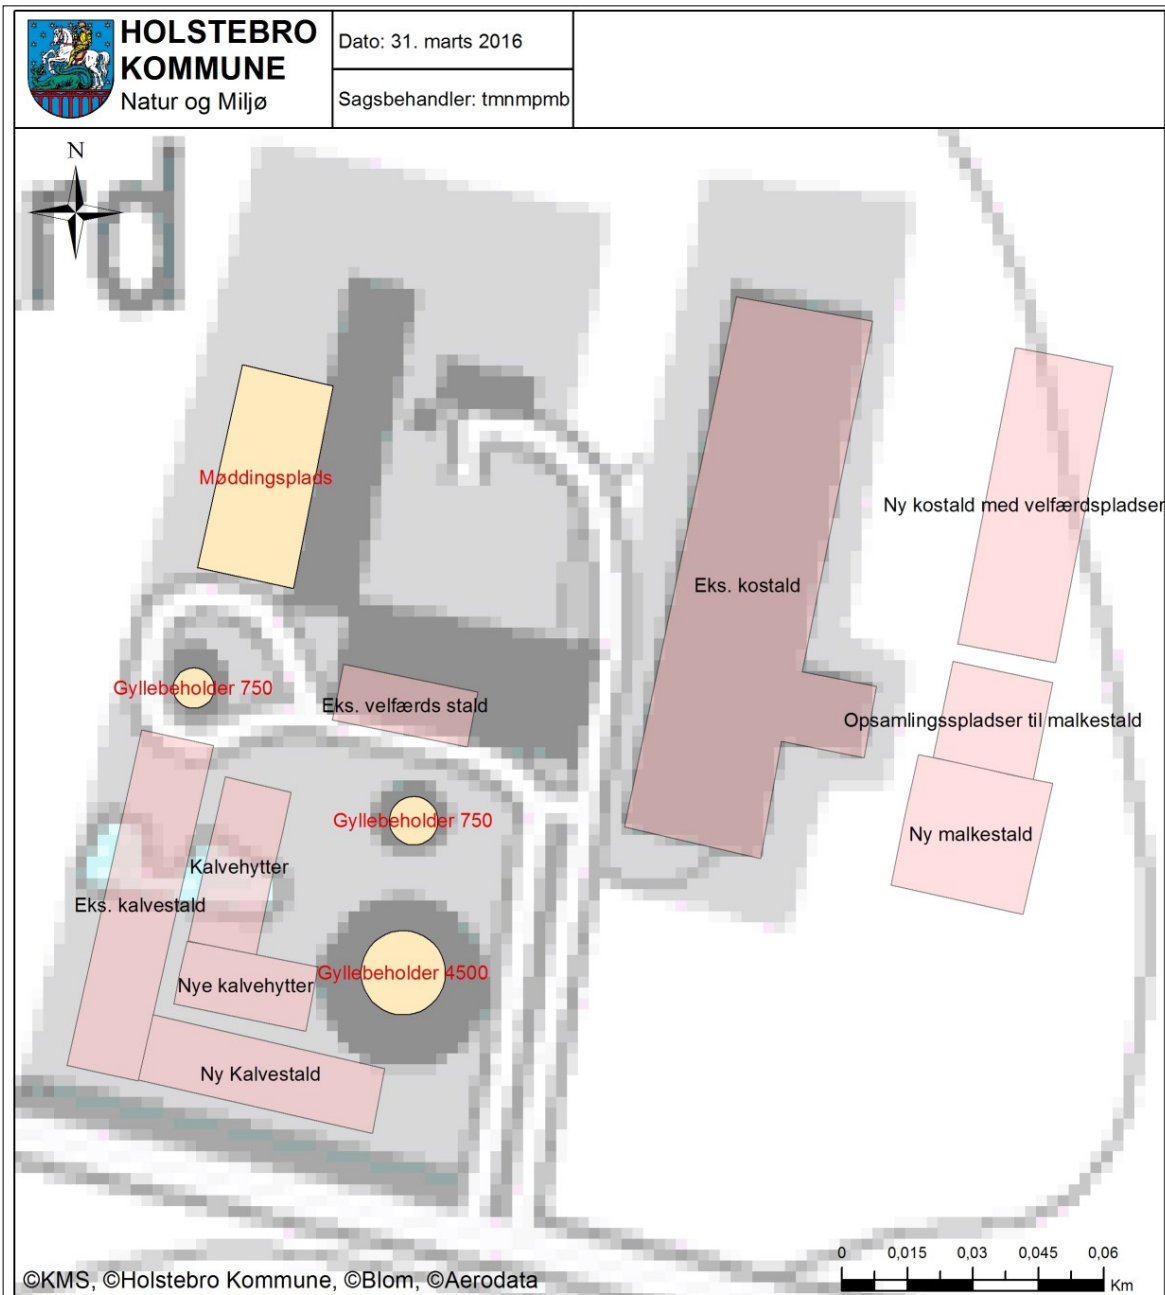 HOLSTEBRO
KOMMUNE
Natur og Miljø
Dato: 31. marts 2016
Sagsbehandler: tmnmpmb
N
rd
Møddingsplads
Ny kostald med velfærdspladser
Eks. kostald
Gyllebeholder 750
Eks. velfærds stald
Opsamlingsspladser til malkestald
Gyllebeholder 750
Ny malkestald
Kalvehytter
Eks. kalvestald
Gyllebeholder 4500
Nye kalvehytter
Ny Kalvestald
0 0,015 0,03 0,045 0,06
Km
©KMS, ©Holstebro Kommune, ©Blom, ©Aerodata